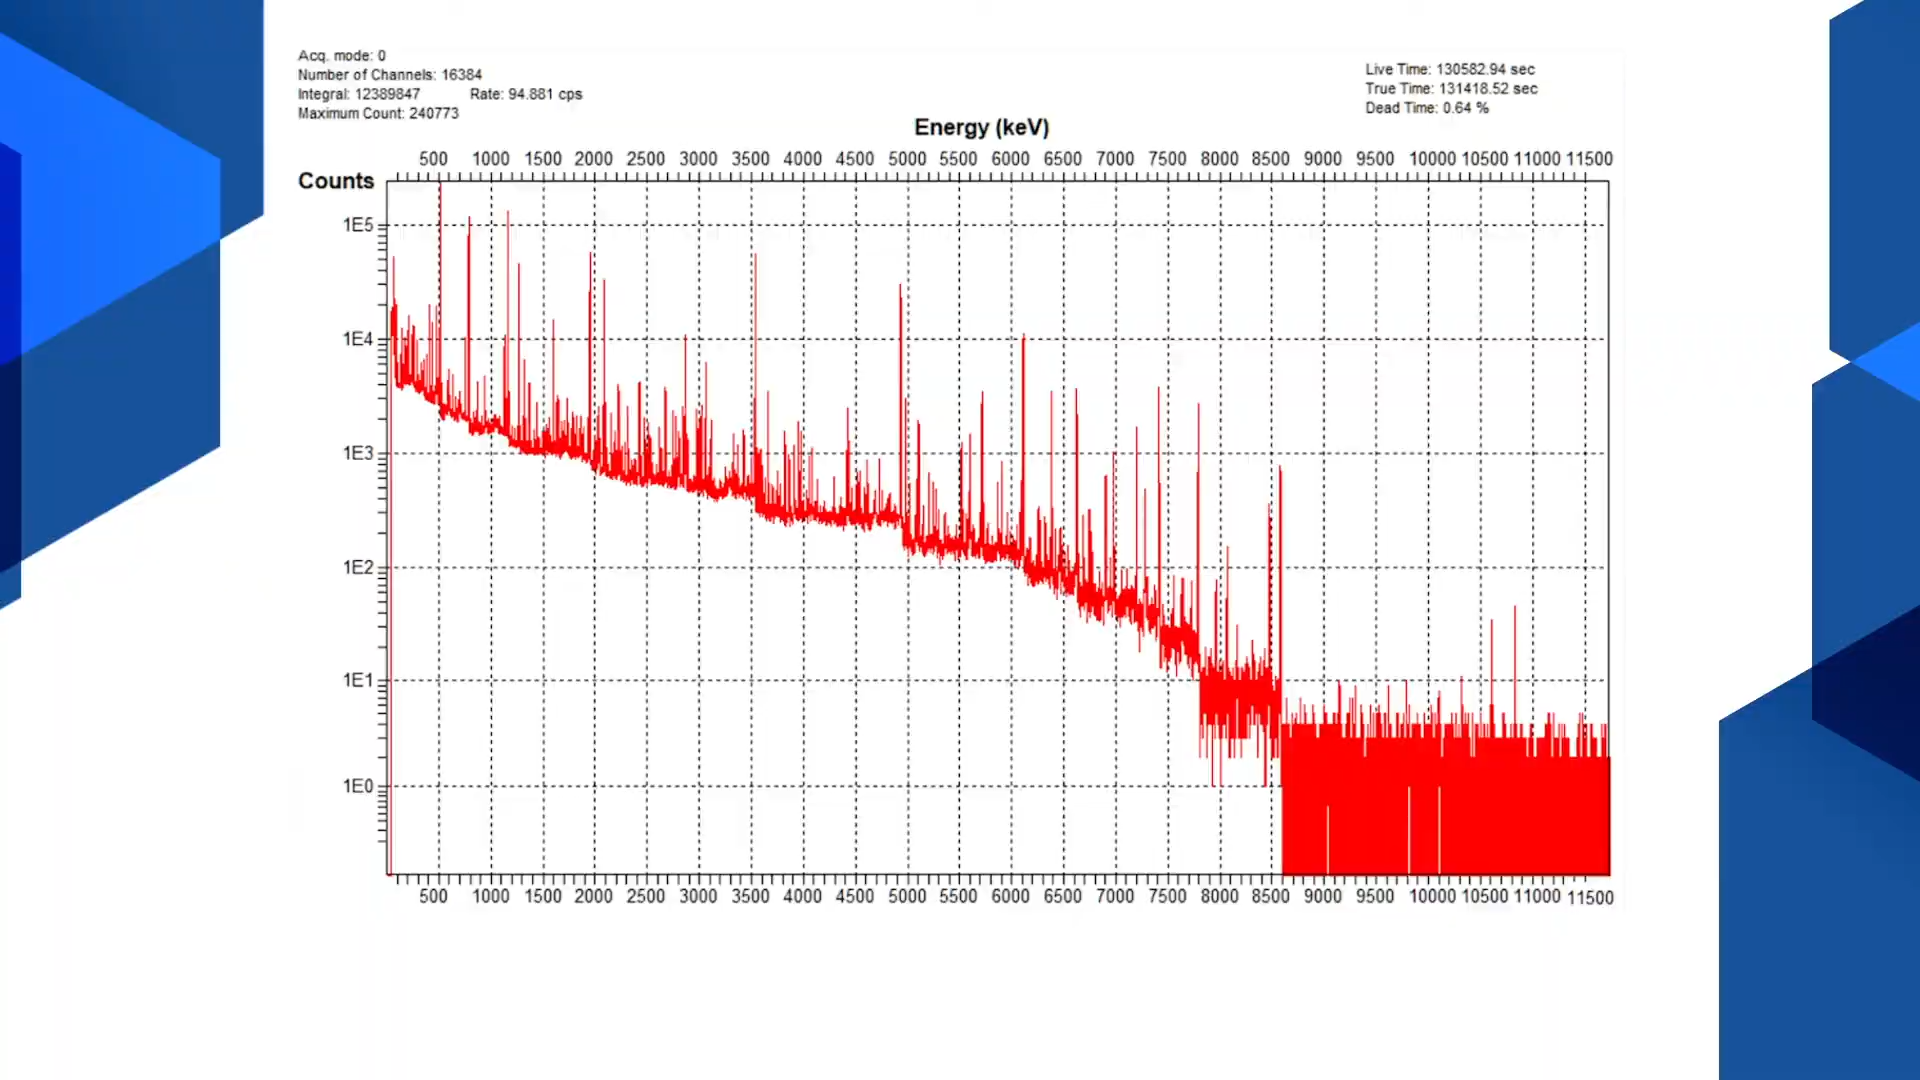 Acq. mode: 0
Number of Channels: 16384
Integral: 12389847 Rate: 94.881 cps
Maximum Count: 240773
Live Time: 130582.94 sec
True Time: 131418.52 sec
Dead Time: 0.64 %
Energy (keV)
500 1000 1500 2000 2500 3000 3500 4000 4500 5000 5500 6000 6500 7000 7500 8000 8500 9000 9500 10000 10500 11000 11500
Counts
1E5
1E4
1E3
1E2
1E1
1E0
500 1000 1500 2000 2500 3000 3500 4000 4500 5000 5500 6000 6500 7000 7500 8000 8500 9000 9500 10000 10500 11000 11500